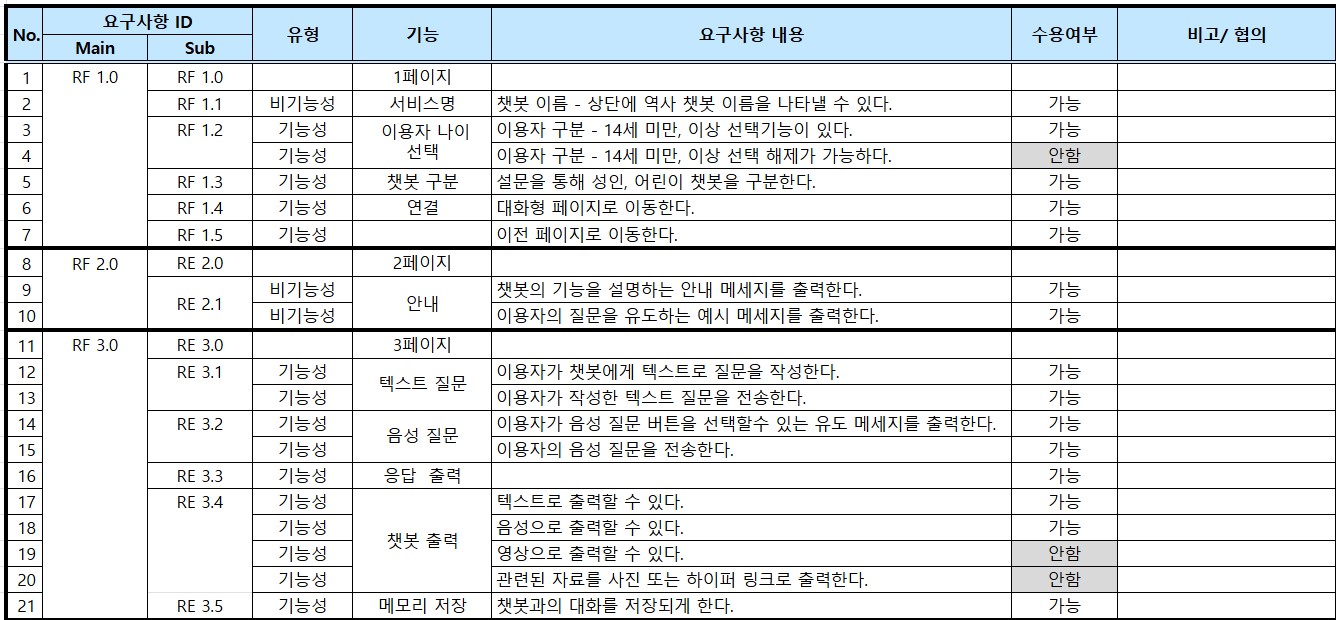 No. 요구사항 ID 유형 기능 요구사항 내용 수용여부 비고/ 협의
Main Sub
1 RF 1.0 RF 1.0 1페이지
2 RF 1.1 비기능성 서비스명 챗봇 이름 - 상단에 역사 챗봇 이름을 나타낼 수 있다. 가능
3 RF 1.2 기능성 이용자 나이 이용자 구분 - 14세 미만, 이상 선택기능이 있다. 가능
4 기능성 선택 이용자 구분 - 14세 미만, 이상 선택 해제가 가능하다. 안함
5 RF 1.3 기능성 챗봇 구분 설문을 통해 성인, 어린이 챗봇을 구분한다. 가능
6 RF 1.4 기능성 연결 대화형 페이지로 이동한다. 가능
7 RF 1.5 기능성 이전 페이지로 이동한다. 가능
8 RF 2.0 RE 2.0 2페이지
9 RE 2.1 비기능성 안내 챗봇의 기능을 설명하는 안내 메세지를 출력한다. 가능
10 비기능성 이용자의 질문을 유도하는 예시 메세지를 출력한다. 가능
11 RF 3.0 RE 3.0 3페이지
12 RE 3.1 기능성 텍스트 질문 이용자가 챗봇에게 텍스트로 질문을 작성한다. 가능
13 기능성 이용자가 작성한 텍스트 질문을 전송한다. 가능
14 RE 3.2 기능성 음성 질문 이용자가 음성 질문 버튼을 선택할수 있는 유도 메세지를 출력한다. 가능
15 기능성 이용자의 음성 질문을 전송한다. 가능
16 RE 3.3 기능성 응답 출력 가능
17 RE 3.4 기능성 챗봇 출력 텍스트로 출력할 수 있다. 가능
18 기능성 음성으로 출력할 수 있다. 가능
19 기능성 영상으로 출력할 수 있다. 안함
20 기능성 관련된 자료를 사진 또는 하이퍼 링크로 출력한다. 안함
21 RE 3.5 기능성 메모리 저장 챗봇과의 대화를 저장되게 한다. 가능